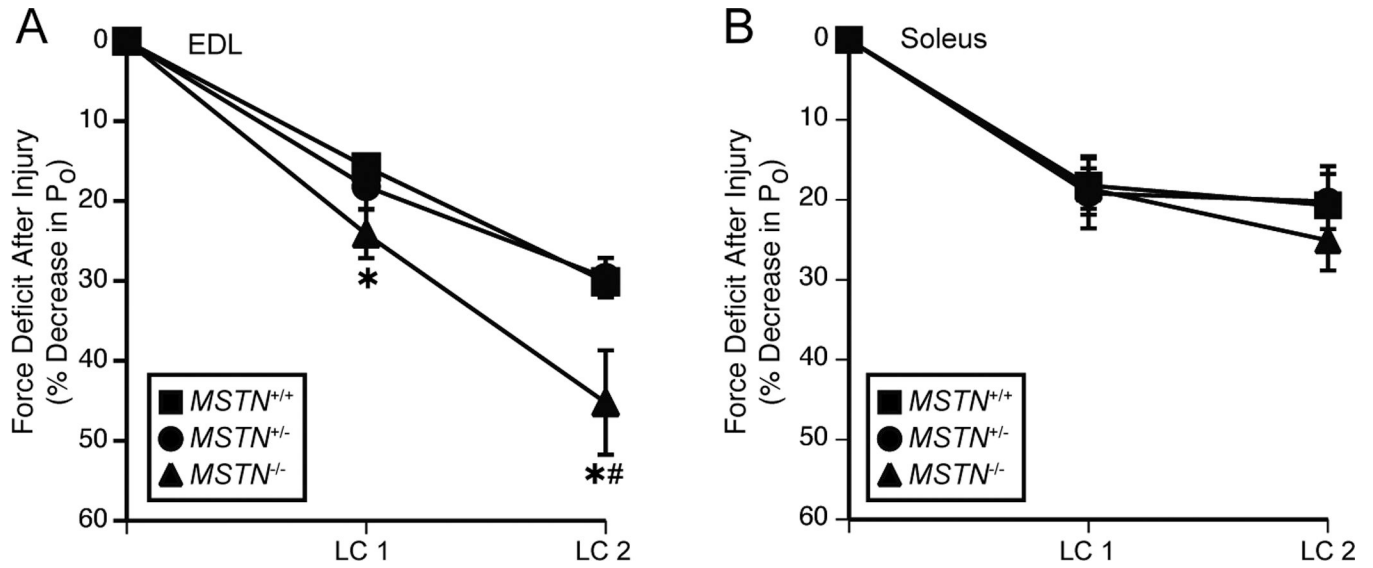 A
EDL
Force Deficit After Injury
(% Decrease in PO)
0
10
20
30
40
50
60
*
*#
MSTN+/+
MSTN+/-
MSTN-/-
LC 1
LC 2
B
Soleus
Force Deficit After Injury
(% Decrease in PO)
0
10
20
30
40
50
60
MSTN+/+
MSTN+/-
MSTN-/-
LC 1
LC 2